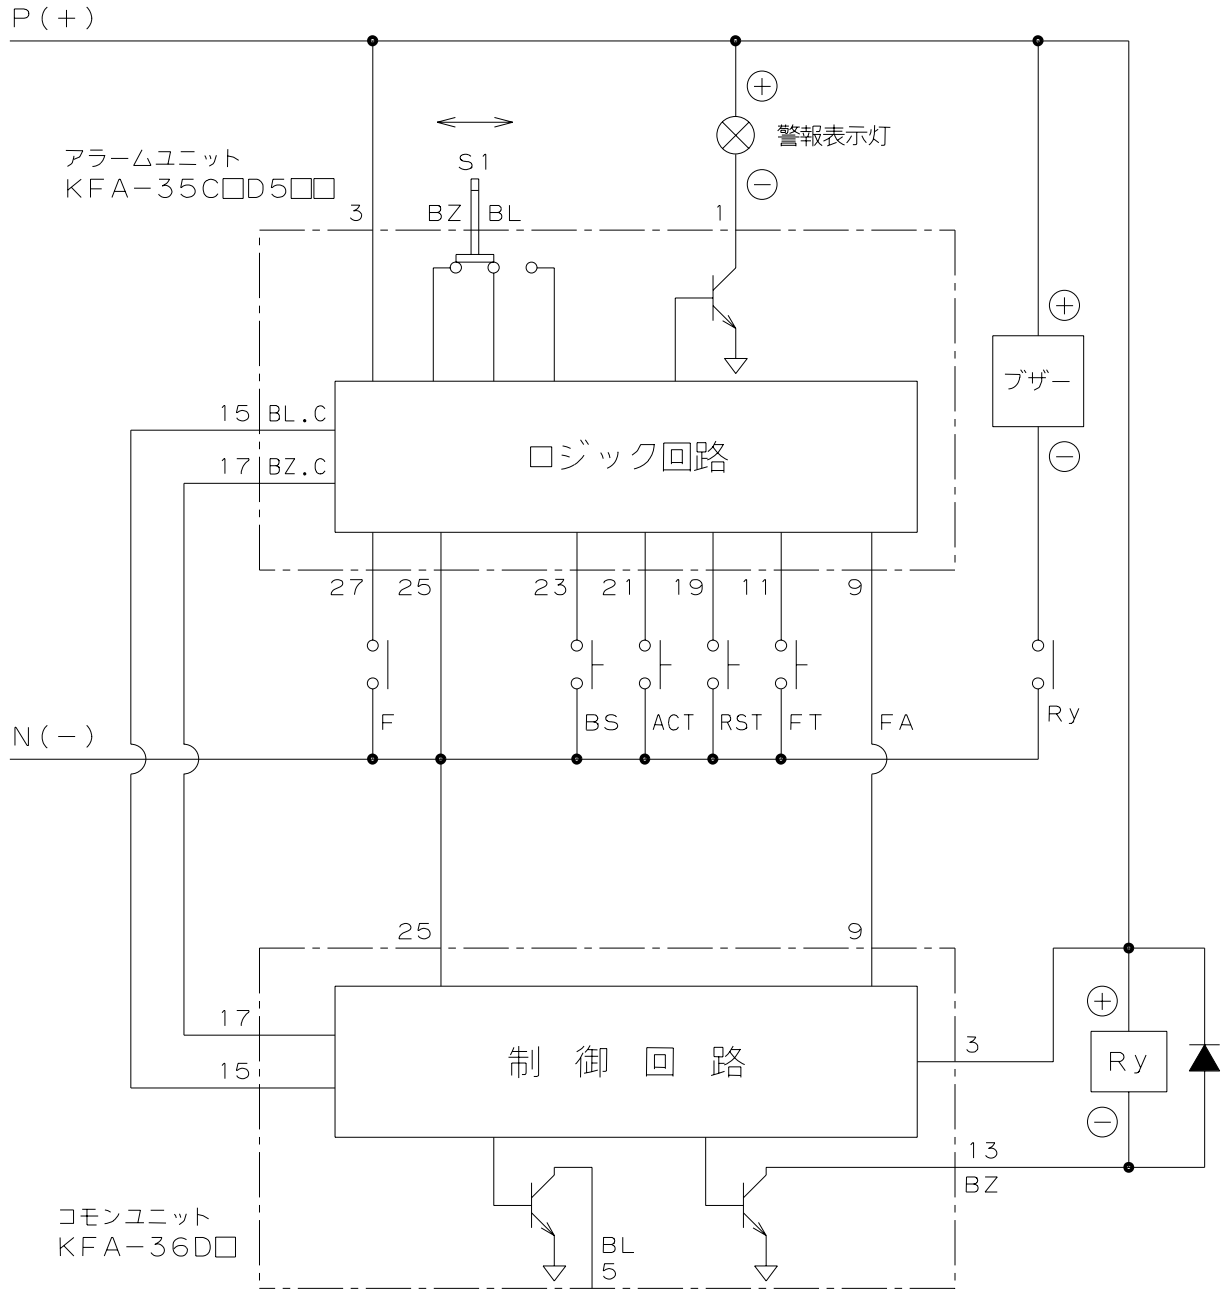 P(+)
警報表示灯
アラームユニット
KFA-35C□D5□□
S1
3
BZ
BL
1
ブザー
15
BL.C
17
BZ.C
ロジック回路
27
25
23
21
19
11
9
F
BS
ACT
RST
FT
FA
Ry
N(-)
25
9
17
15
制御回路
3
Ry
13
BZ
コモンユニット
KFA-36D□
BL
5